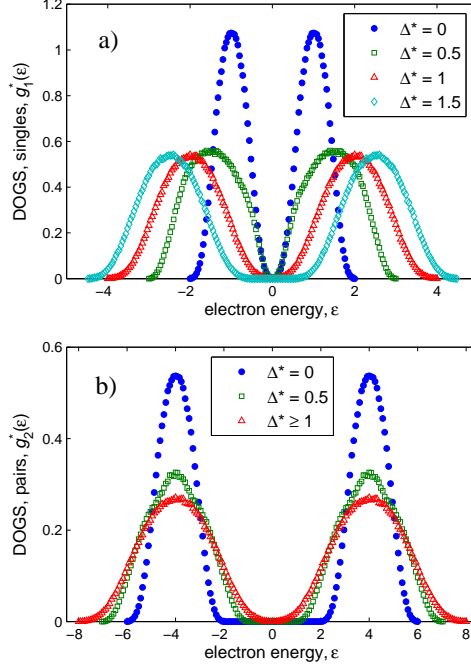 a)
DOGS, singles, g*₁(ε)
1.2
1
0.8
0.6
0.4
0.2
0
Δ* = 0
Δ* = 0.5
Δ* = 1
Δ* = 1.5
−4 −2 0 2 4
electron energy, ε
b)
DOGS, pairs, g*₂(ε)
0.6
0.4
0.2
0
Δ* = 0
Δ* = 0.5
Δ* ≥ 1
−8 −6 −4 −2 0 2 4 6 8
electron energy, ε